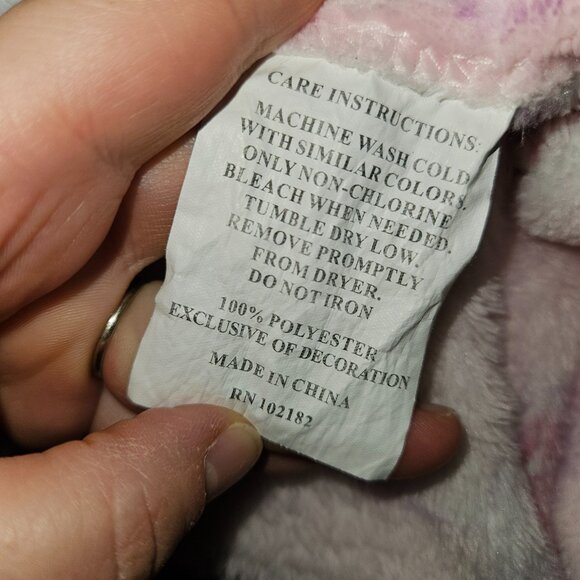 CARE INSTRUCTIONS:
MACHINE WASH COLD
WITH SIMILAR COLORS.
ONLY NON-CHLORINE
BLEACH WHEN NEEDED.
TUMBLE DRY LOW.
REMOVE PROMPTLY
FROM DRYER.
DO NOT IRON
100% POLYESTER
EXCLUSIVE OF DECORATION
MADE IN CHINA
RN 102182